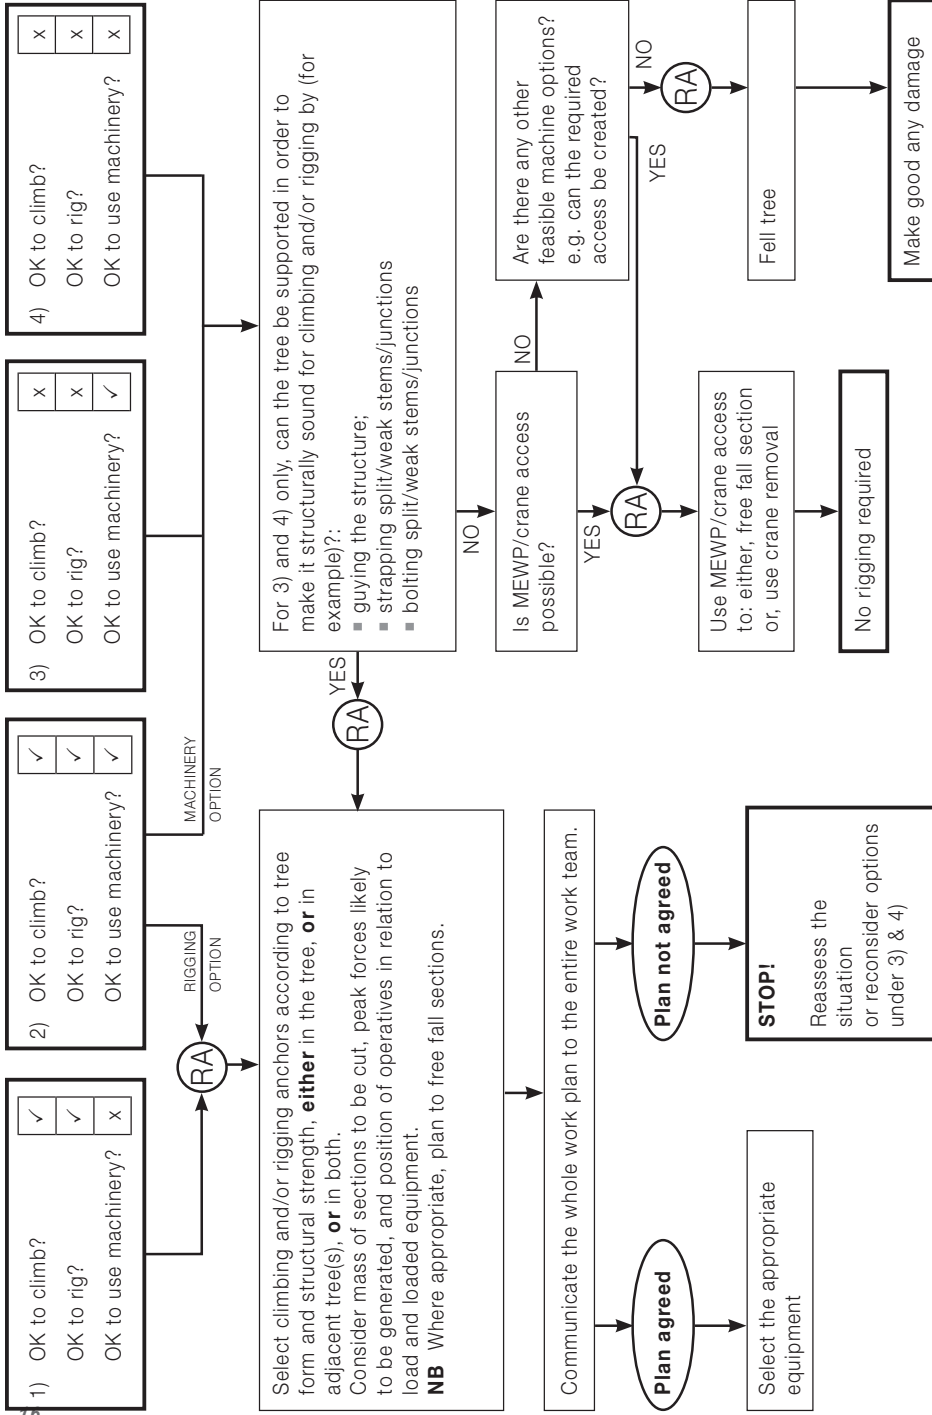 1) OK to climb? ✓
OK to rig? ✓
OK to use machinery? x
2) OK to climb? ✓
OK to rig? ✓
OK to use machinery? ✓
3) OK to climb? x
OK to rig? x
OK to use machinery? ✓
4) OK to climb? x
OK to rig? x
OK to use machinery? x
RIGGING
OPTION
MACHINERY
OPTION
RA
Select climbing and/or rigging anchors according to tree
form and structural strength, either in the tree, or in
adjacent tree(s), or in both.
Consider mass of sections to be cut, peak forces likely
to be generated, and position of operatives in relation to
load and loaded equipment.
NB Where appropriate, plan to free fall sections.
YES
RA
For 3) and 4) only, can the tree be supported in order to
make it structurally sound for climbing and/or rigging by (for
example)?:
■ guying the structure;
■ strapping split/weak stems/junctions
■ bolting split/weak stems/junctions
NO
Is MEWP/crane access
possible?
NO
YES
Are there any other
feasible machine options?
e.g. can the required
access be created?
YES
NO
RA
RA
Communicate the whole work plan to the entire work team.
Plan agreed
Plan not agreed
Use MEWP/crane access
to: either, free fall section
or, use crane removal
Fell tree
Select the appropriate
equipment
STOP!
Reassess the
situation
or reconsider options
under 3) & 4)
No rigging required
Make good any damage